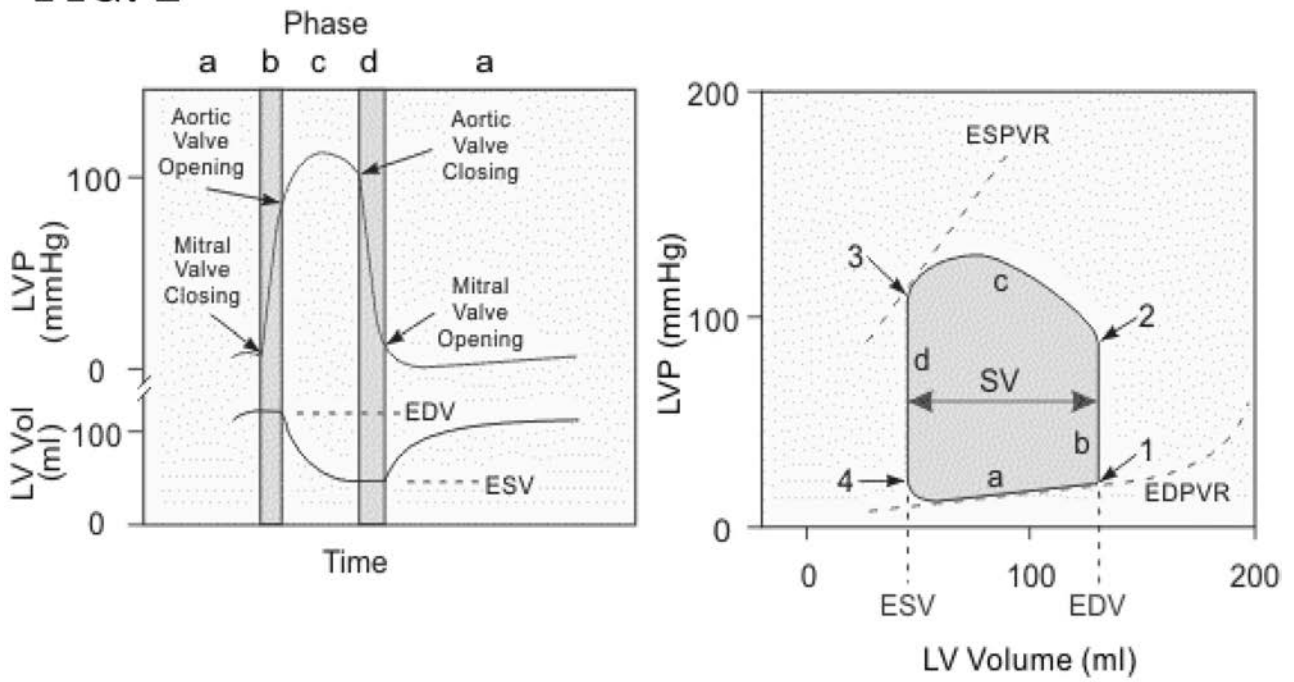 Phase
a b c d a
Aortic
Valve
Opening
Aortic
Valve
Closing
Mitral
Valve
Closing
Mitral
Valve
Opening
LVP
(mmHg)
100
0
LV Vol
(ml)
100
0
EDV
ESV
Time
200
100
0
LVP (mmHg)
ESPVR
3
c
2
d
SV
b
1
4
a
EDPVR
0 100 200
ESV EDV
LV Volume (ml)